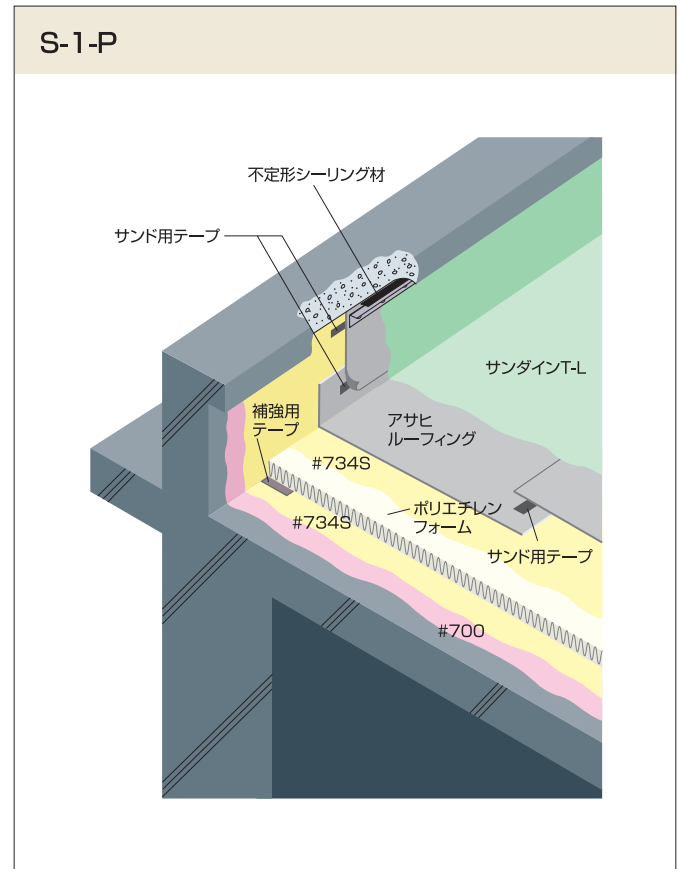 S-1-P
不定形シーリング材
サンド用テープ
サンダインT-L
補強用
テープ
アサヒ
ルーフィング
#734S
ポリエチレン
フォーム
#734S
サンド用テープ
#700